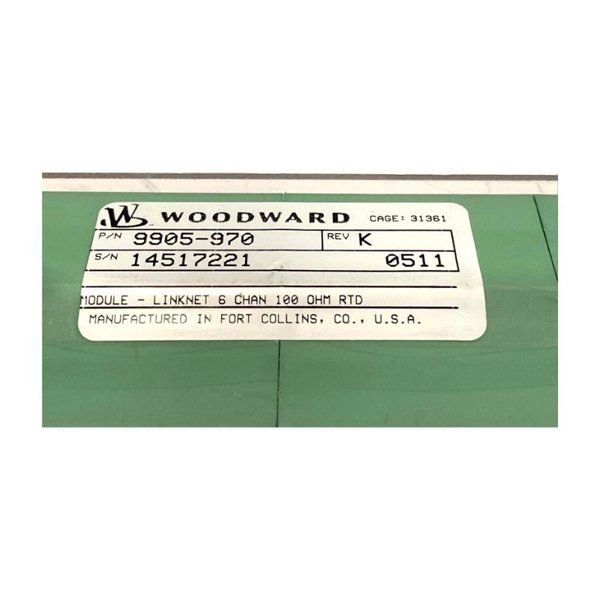 W WOODWARD CAGE: 31361
P/N 9905-970 REV K
S/N 14517221 0511
MODULE - LINKNET 6 CHAN 100 OHM RTD
MANUFACTURED IN FORT COLLINS, CO., U.S.A.